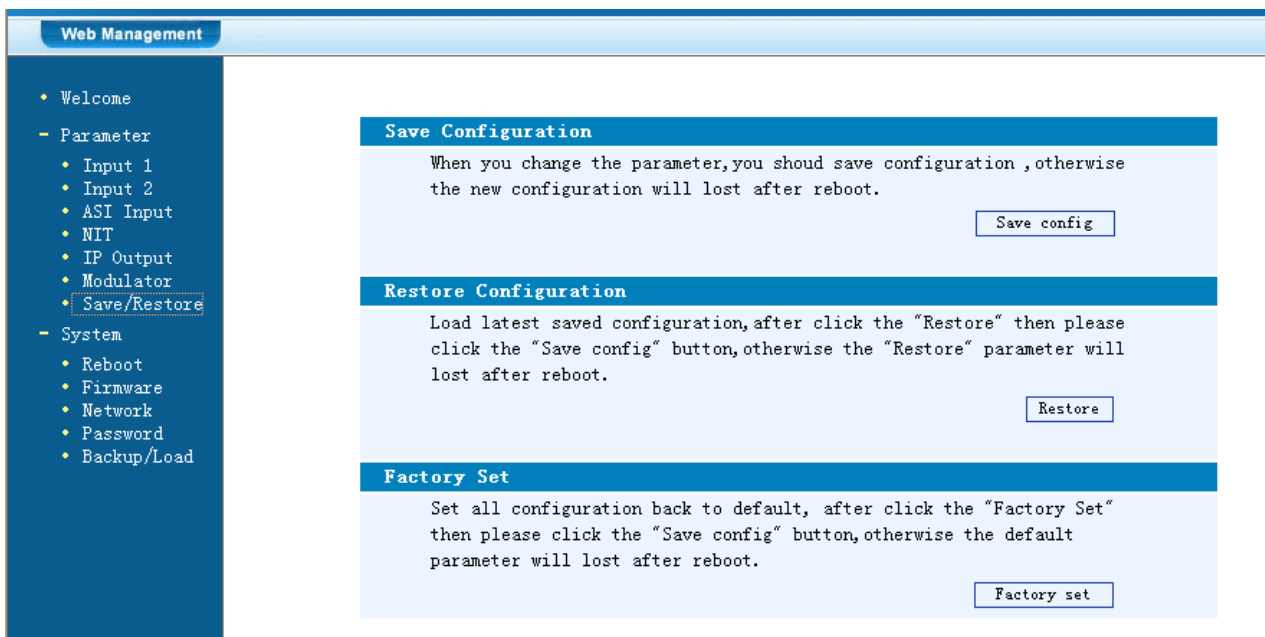 Web Management
Welcome
Parameter
Input 1
Input 2
ASI Input
NIT
IP Output
Modulator
Save/Restore
System
Reboot
Firmware
Network
Password
Backup/Load
Save Configuration
When you change the parameter,you shoud save configuration ,otherwise
the new configuration will lost after reboot.
Save config
Restore Configuration
Load latest saved configuration,after click the "Restore" then please
click the "Save config" button,otherwise the "Restore" parameter will
lost after reboot.
Restore
Factory Set
Set all configuration back to default, after click the "Factory Set"
then please click the "Save config" button,otherwise the default
parameter will lost after reboot.
Factory set